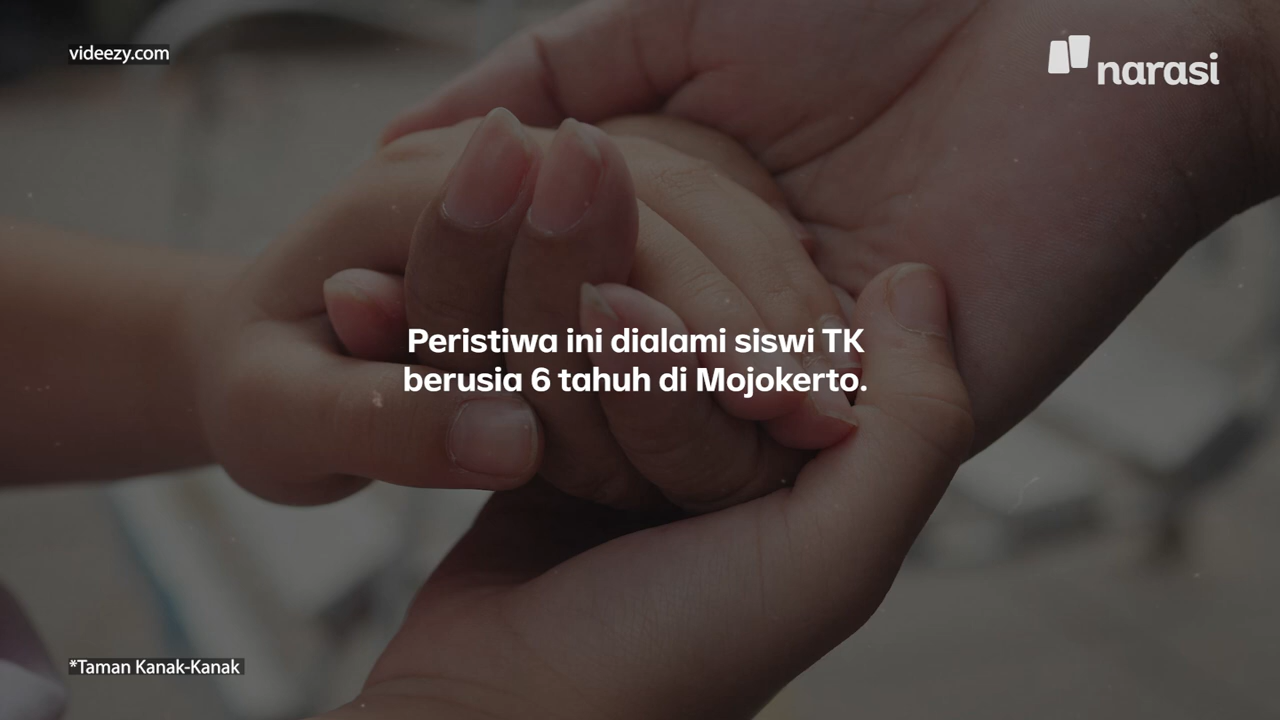 videezy.com
narasi
Peristiwa ini dialami siswi TK
berusia 6 tahuh di Mojokerto.
*Taman Kanak-Kanak